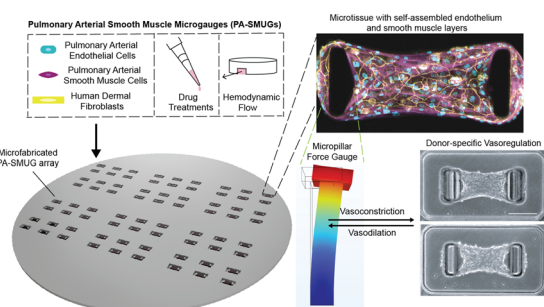 Pulmonary Arterial Smooth Muscle Microgauges (PA-SMUGs)
Pulmonary Arterial
Endothelial Cells
Pulmonary Arterial
Smooth Muscle Cells
Human Dermal
Fibroblasts
Drug
Treatments
Hemodynamic
Flow
Microtissue with self-assembled endothelium
and smooth muscle layers
Microfabricated
PA-SMUG array
Micropillar
Force Gauge
Donor-specific Vasoregulation
Vasoconstriction
Vasodilation